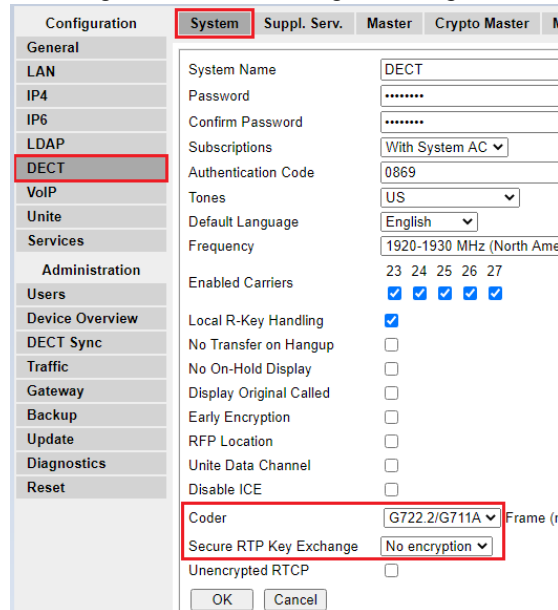 Configuration
General
LAN
IP4
IP6
LDAP
DECT
VoIP
Unite
Services
Administration
Users
Device Overview
DECT Sync
Traffic
Gateway
Backup
Update
Diagnostics
Reset
System Suppl. Serv. Master Crypto Master
System Name DECT
Password ••••••••
Confirm Password ••••••••
Subscriptions With System AC
Authentication Code 0869
Tones US
Default Language English
Frequency 1920-1930 MHz (North Ame
23 24 25 26 27
Enabled Carriers
Local R-Key Handling
No Transfer on Hangup
No On-Hold Display
Display Original Called
Early Encryption
RFP Location
Unite Data Channel
Disable ICE
Coder G722.2/G711A Frame
Secure RTP Key Exchange No encryption
Unencrypted RTCP
OK Cancel